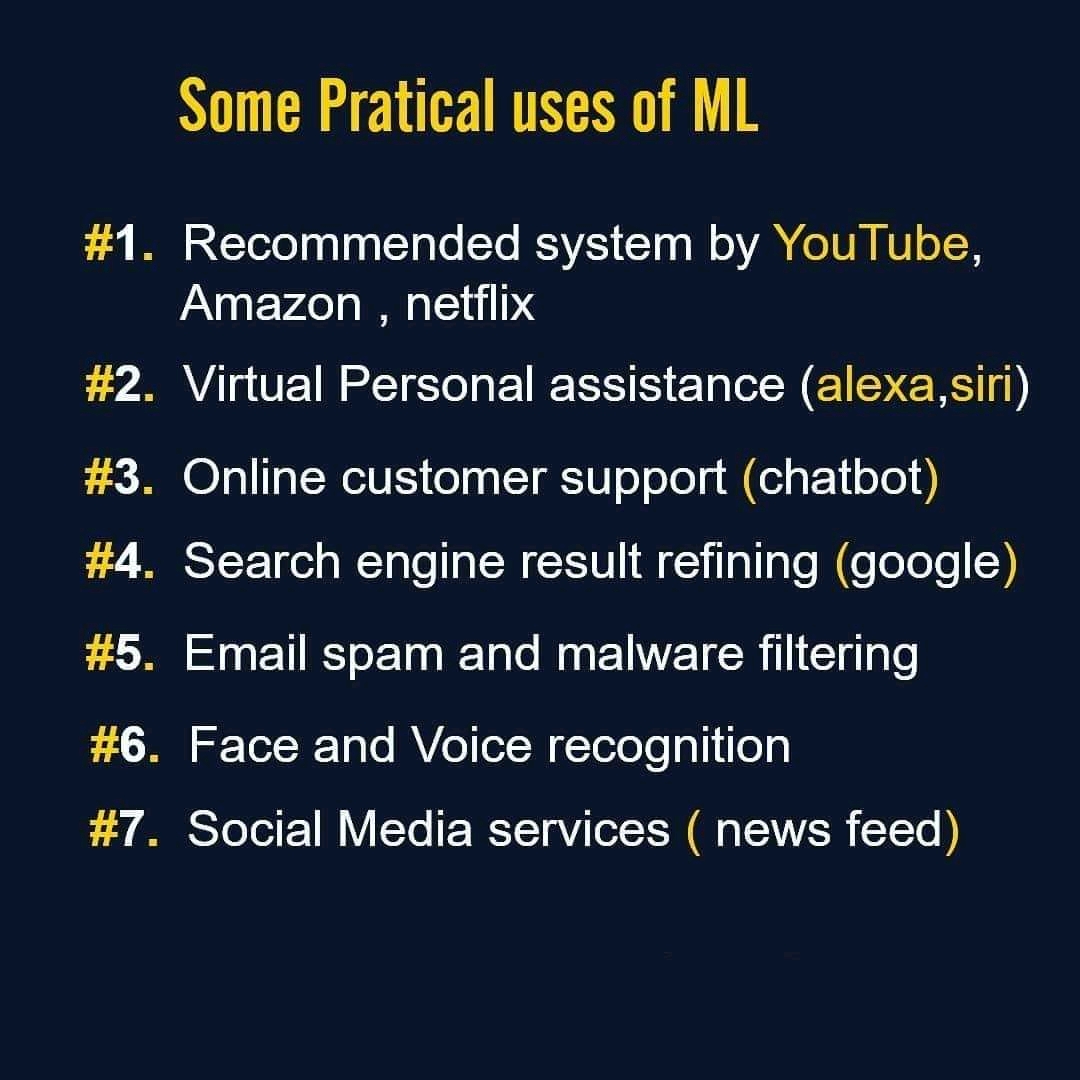 Some Pratical uses of ML
#1. Recommended system by YouTube,
Amazon , netflix
#2. Virtual Personal assistance (alexa,siri)
#3. Online customer support (chatbot)
#4. Search engine result refining (google)
#5. Email spam and malware filtering
#6. Face and Voice recognition
#7. Social Media services ( news feed)